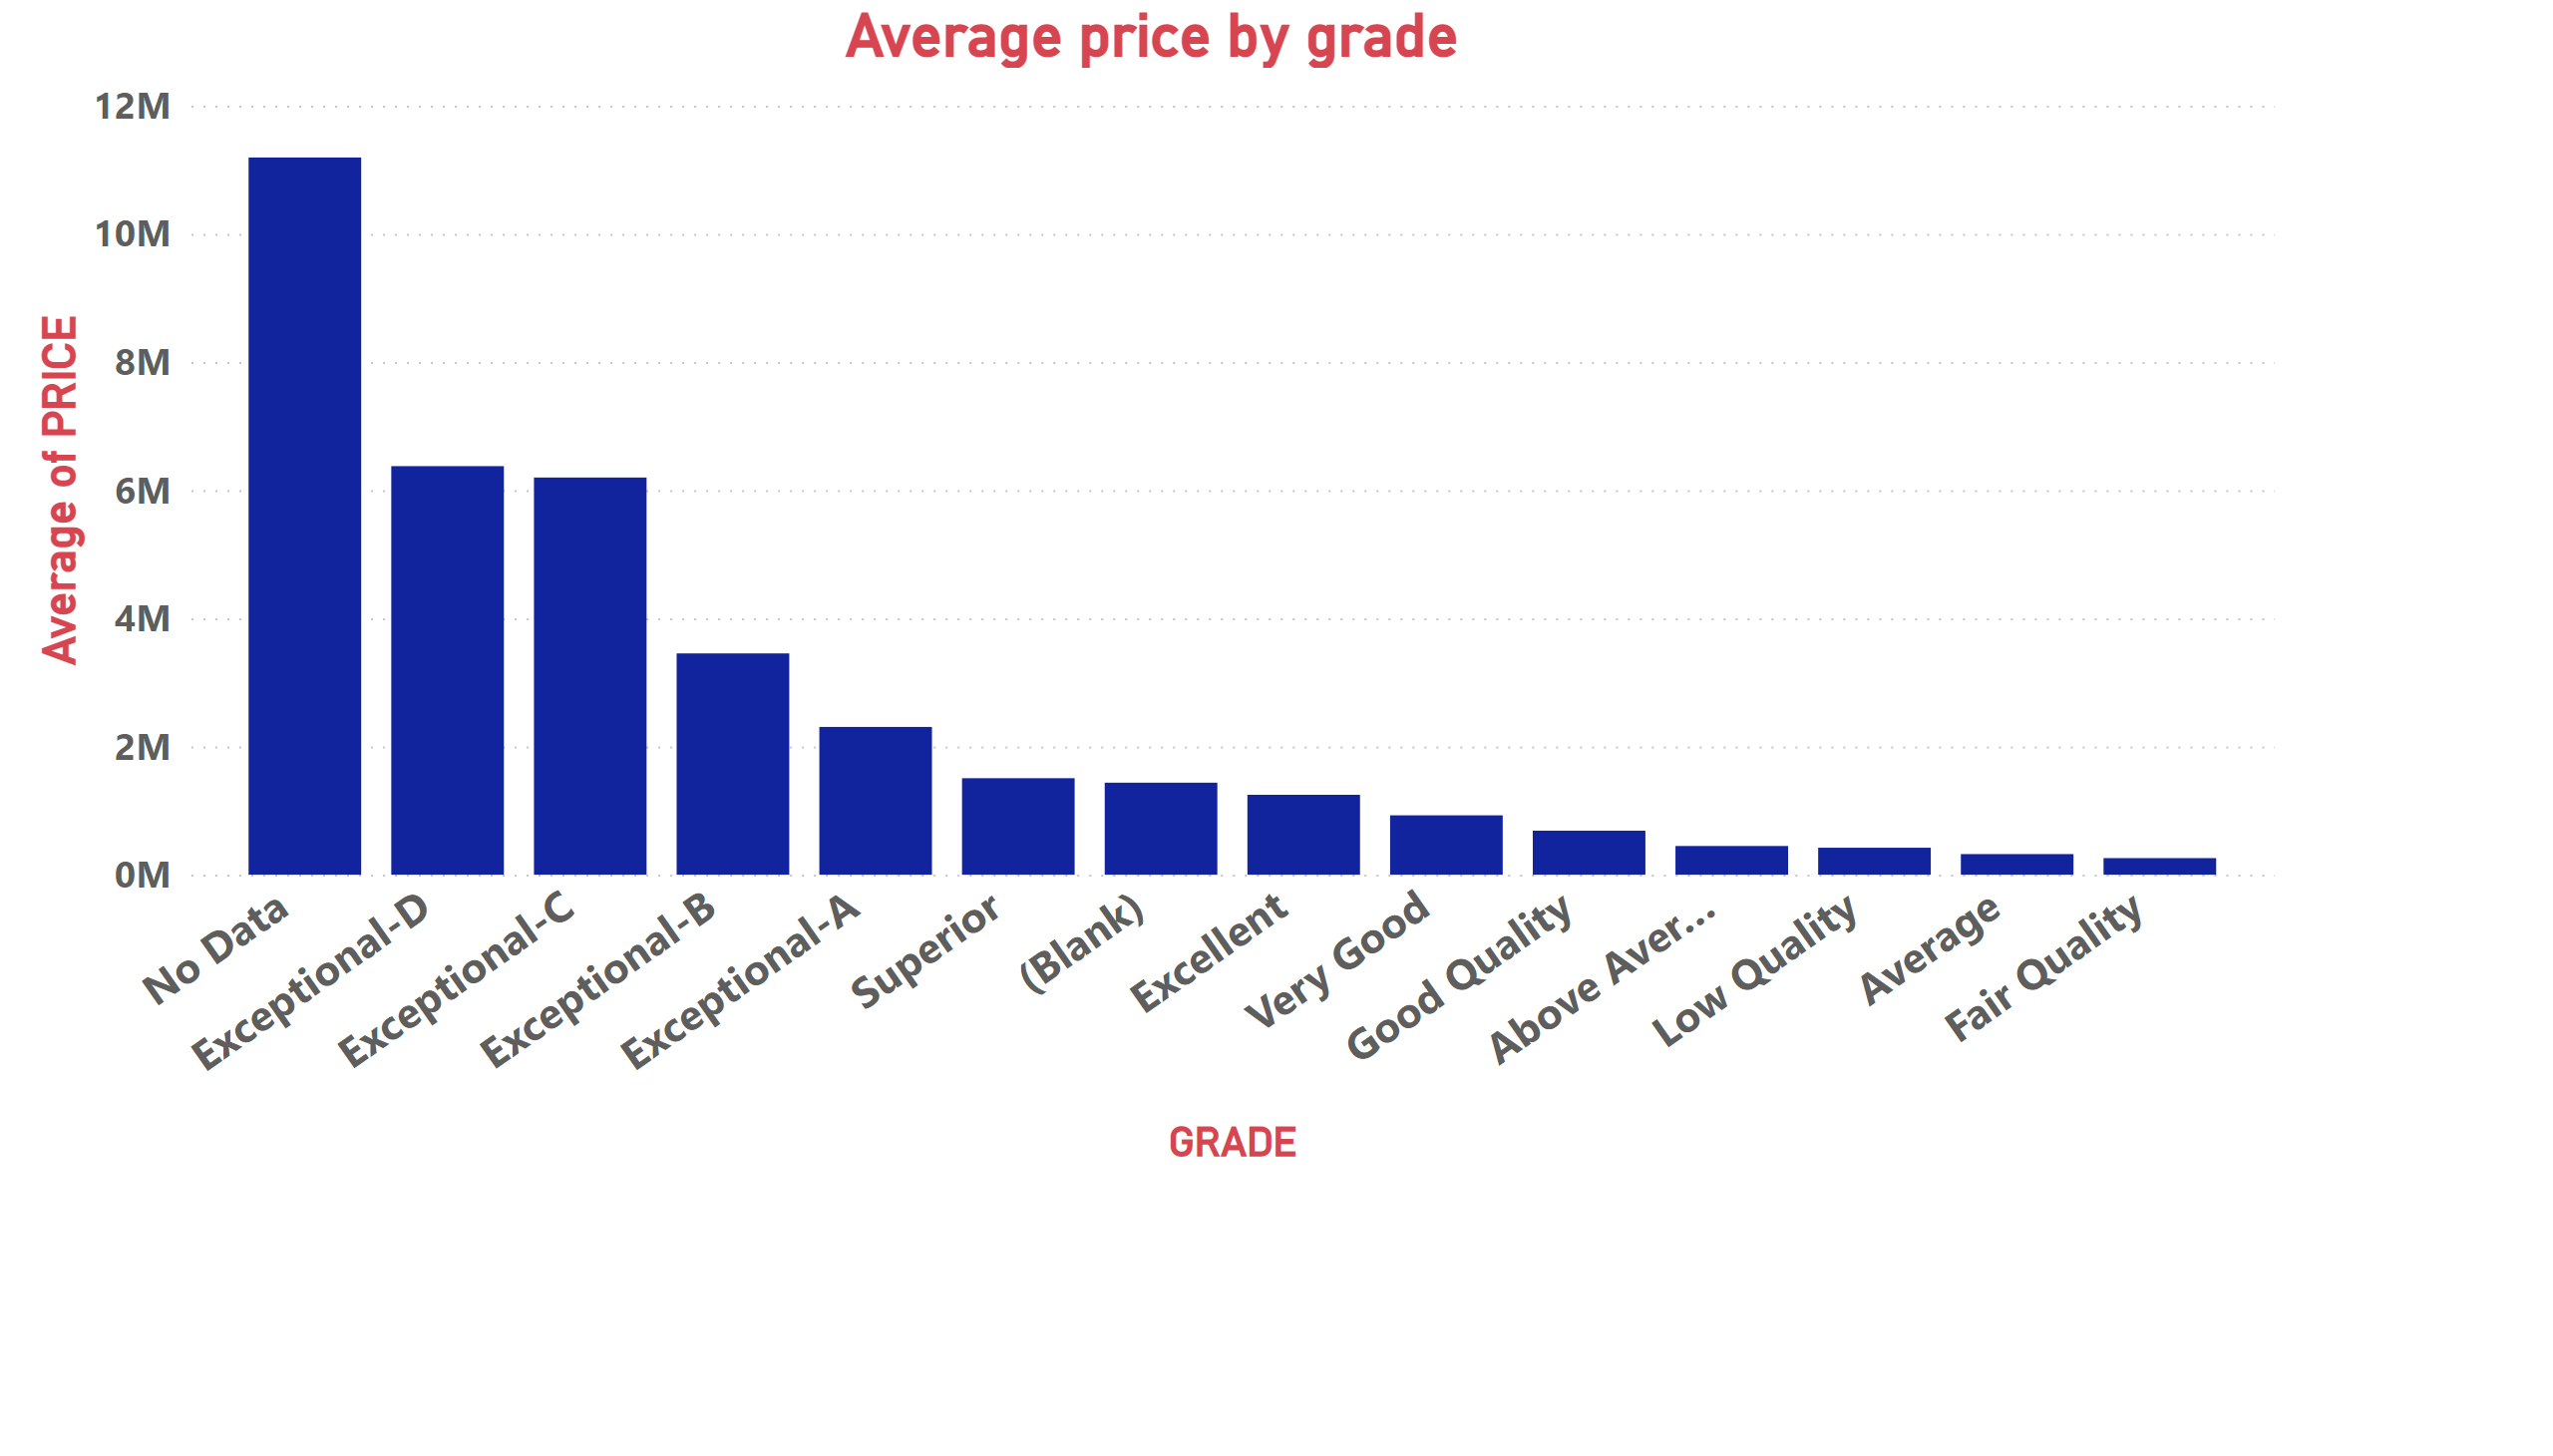 Average price by grade
Average of PRICE
12M
10M
8M
6M
4M
2M
0M
No Data
Exceptional-D
Exceptional-C
Exceptional-B
Exceptional-A
Superior
(Blank)
Excellent
Very Good
Good Quality
Above Aver...
Low Quality
Average
Fair Quality
GRADE